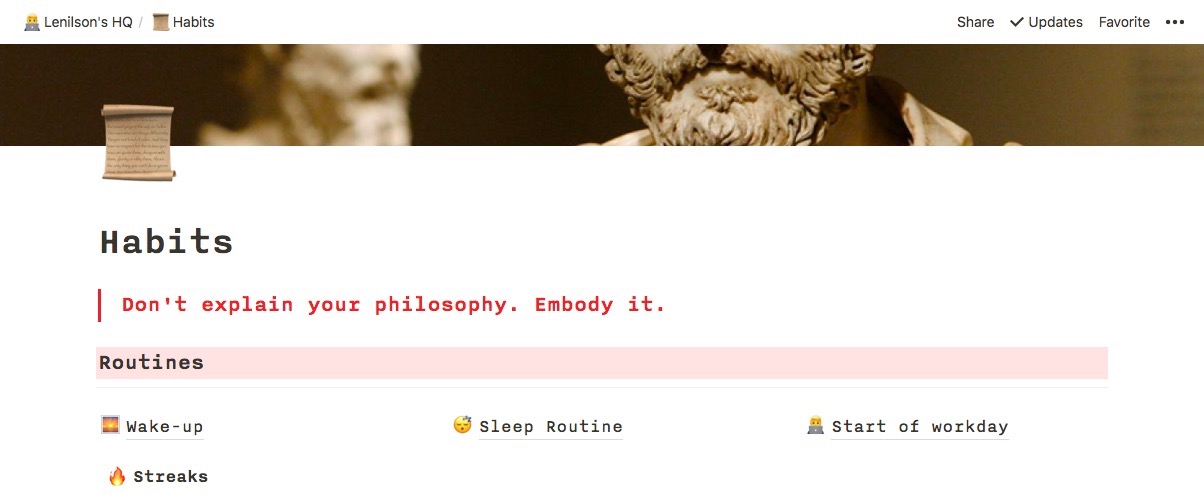 Lenilson's HQ / Habits
Share Updates Favorite
Habits
Don't explain your philosophy. Embody it.
Routines
Wake-up Sleep Routine Start of workday
Streaks